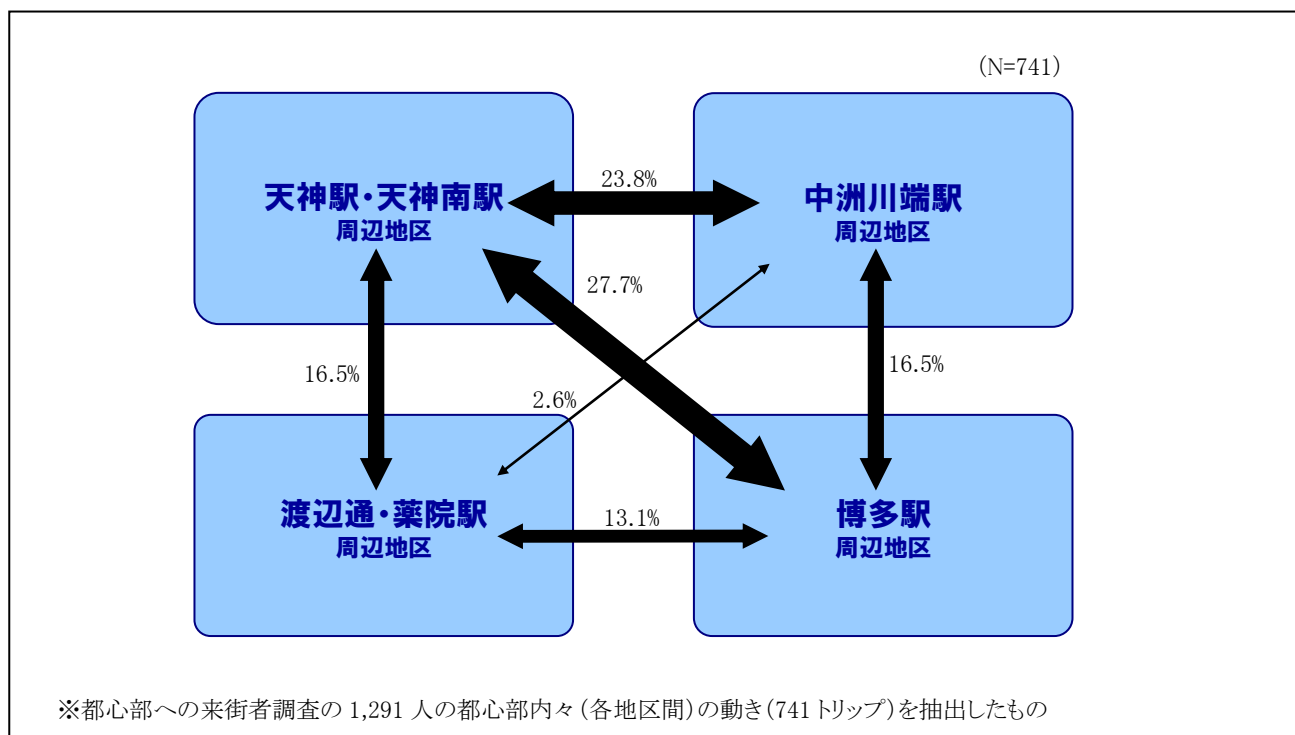 (N=741)
天神駅・天神南駅
周辺地区
23.8%
中洲川端駅
周辺地区
27.7%
16.5%
16.5%
2.6%
渡辺通・薬院駅
周辺地区
13.1%
博多駅
周辺地区
※都心部への来街者調査の 1,291 人の都心部内々(各地区間)の動き(741トリップ)を抽出したもの